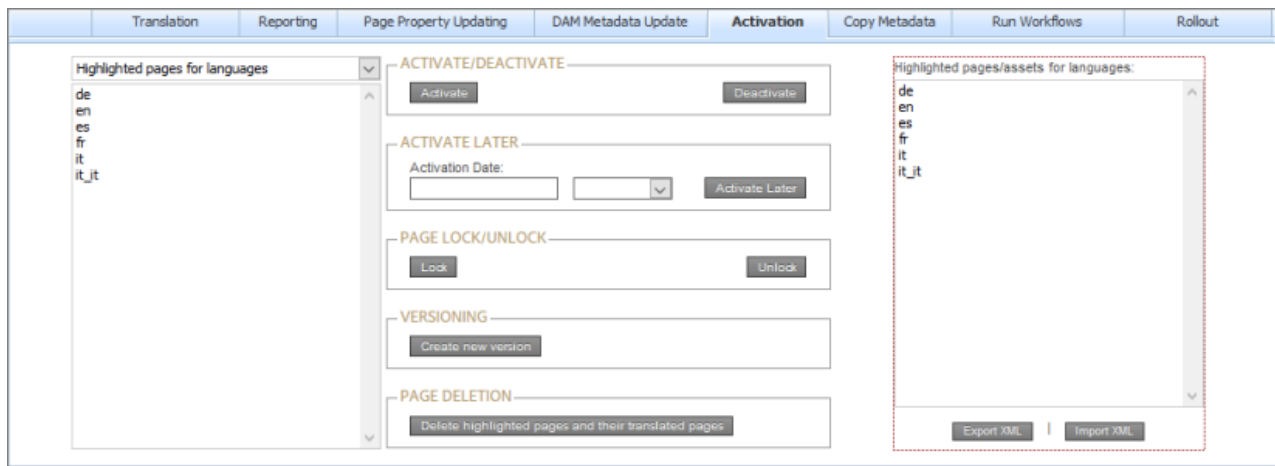 Translation
Reporting
Page Property Updating
DAM Metadata Update
Activation
Copy Metadata
Run Workflows
Rollout
Highlighted pages for languages
de
en
es
fr
it
it_it
ACTIVATE/DEACTIVATE
Activate
Deactivate
ACTIVATE LATER
Activation Date:
Activate Later
PAGE LOCK/UNLOCK
Lock
Unlock
VERSIONING
Create new version
PAGE DELETION
Delete highlighted pages and their translated pages
Highlighted pages/assets for languages:
de
en
es
fr
it
it_it
Export XML | Import XML